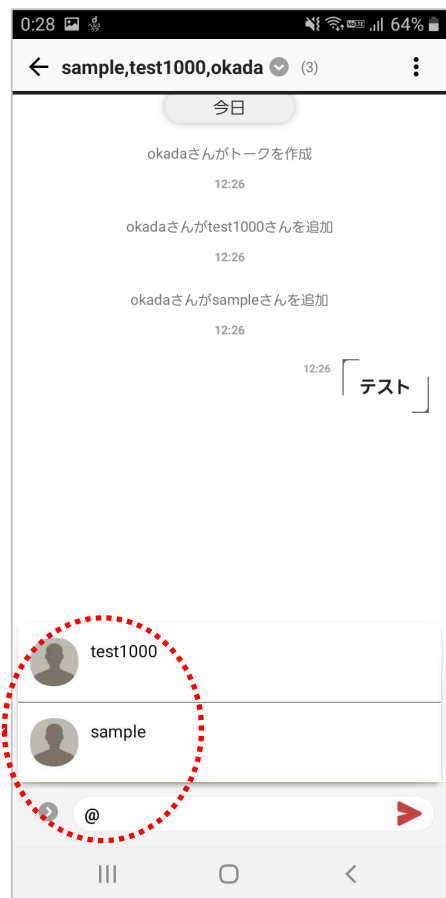 0:28 64%
sample,test1000,okada (3)
今日
okadaさんがトークを作成
12:26
okadaさんがtest1000さんを追加
12:26
okadaさんがsampleさんを追加
12:26
12:26 テスト
test1000
sample
@